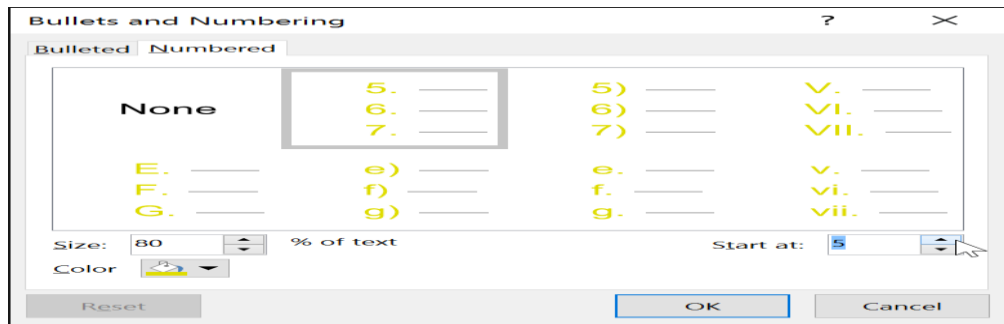 Bullets and Numbering ?
Bulleted Numbered
None
5.
6.
7.
5)
6)
7)
V.
VI.
VII.
E.
F.
G.
e)
f)
g)
e.
f.
g.
v.
vi.
vii.
Size: 80 % of text Start at: 5
Color
Reset OK Cancel